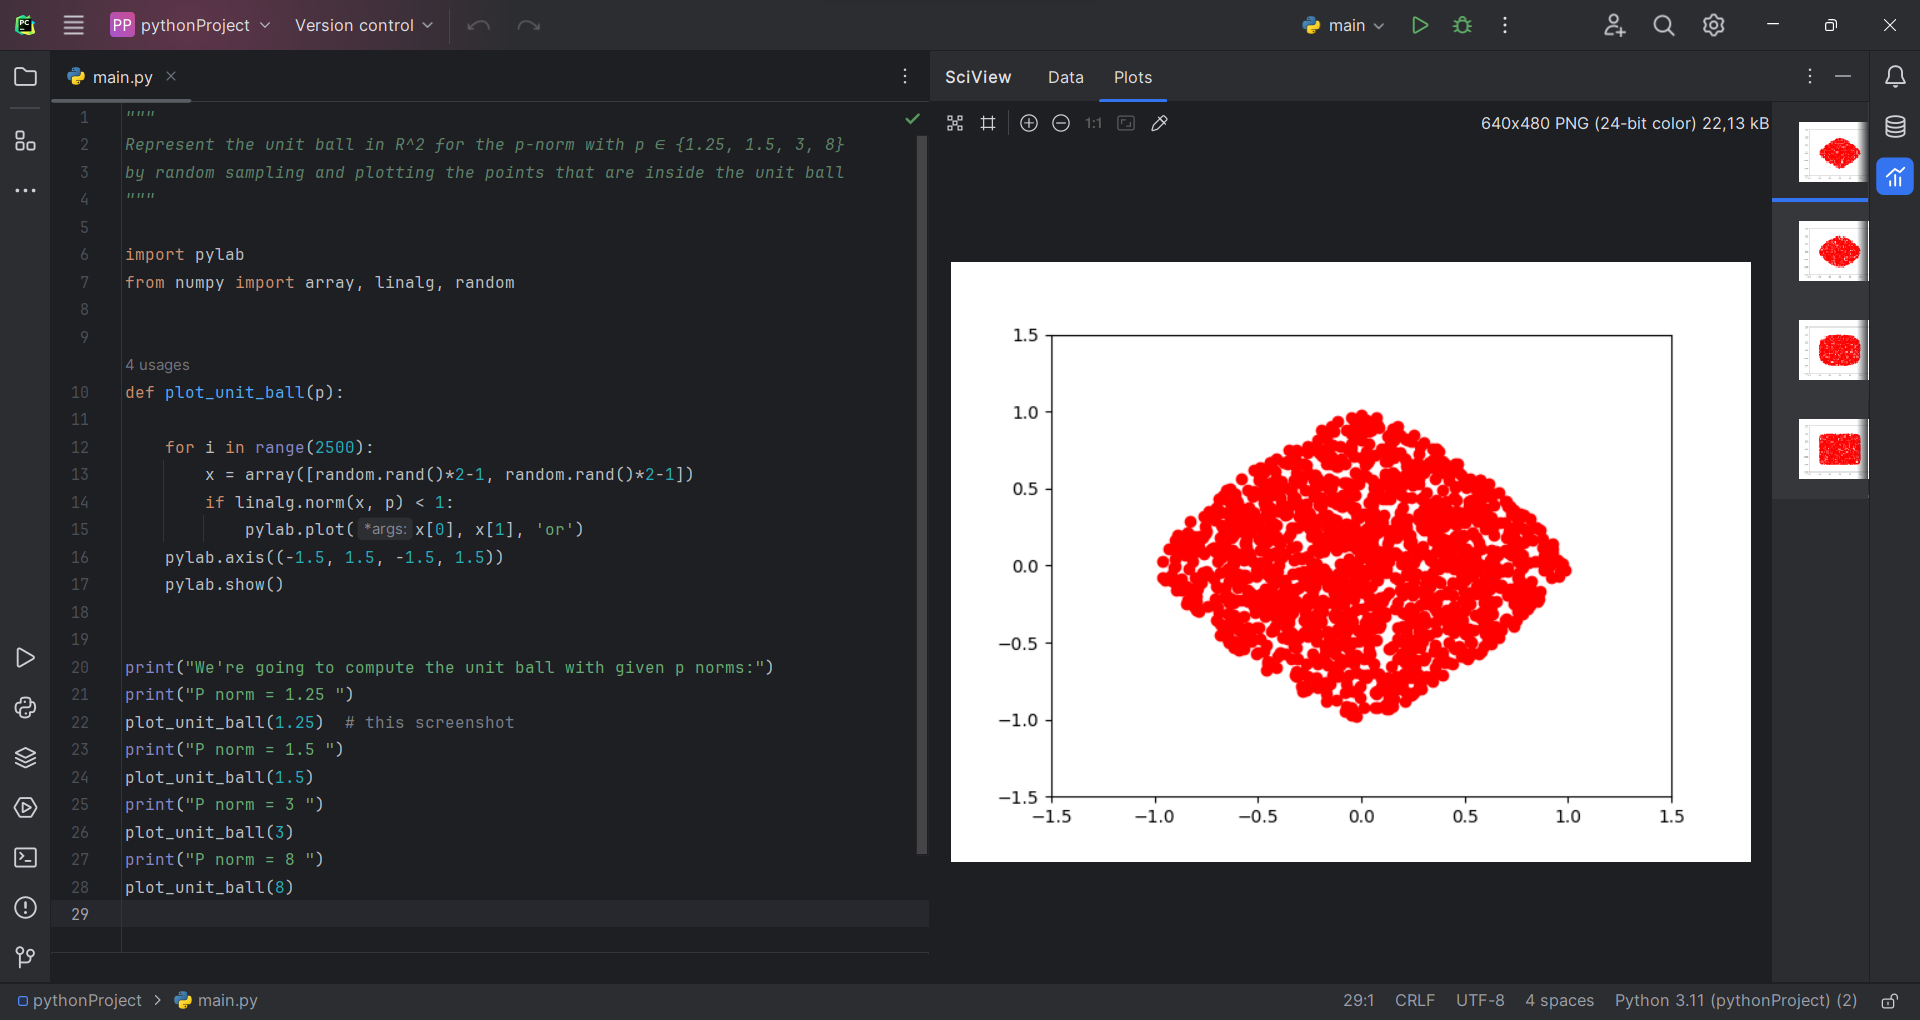 PC
PP pythonProject Version control main
main.py
SciView Data Plots
1:1 640x480 PNG (24-bit color) 22,13 kB
1 """
2 Represent the unit ball in R^2 for the p-norm with p ∈ {1.25, 1.5, 3, 8}
3 by random sampling and plotting the points that are inside the unit ball
4 """
5
6 import pylab
7 from numpy import array, linalg, random
8
9
4 usages
10 def plot_unit_ball(p):
11
12 for i in range(2500):
13 x = array([random.rand()*2-1, random.rand()*2-1])
14 if linalg.norm(x, p) < 1:
15 pylab.plot( *args: x[0], x[1], 'or')
16 pylab.axis((-1.5, 1.5, -1.5, 1.5))
17 pylab.show()
18
19
20 print("We're going to compute the unit ball with given p norms:")
21 print("P norm = 1.25 ")
22 plot_unit_ball(1.25) # this screenshot
23 print("P norm = 1.5 ")
24 plot_unit_ball(1.5)
25 print("P norm = 3 ")
26 plot_unit_ball(3)
27 print("P norm = 8 ")
28 plot_unit_ball(8)
29
1.5
1.0
0.5
0.0
−0.5
−1.0
−1.5
−1.5 −1.0 −0.5 0.0 0.5 1.0 1.5
pythonProject > main.py
29:1 CRLF UTF-8 4 spaces Python 3.11 (pythonProject) (2)